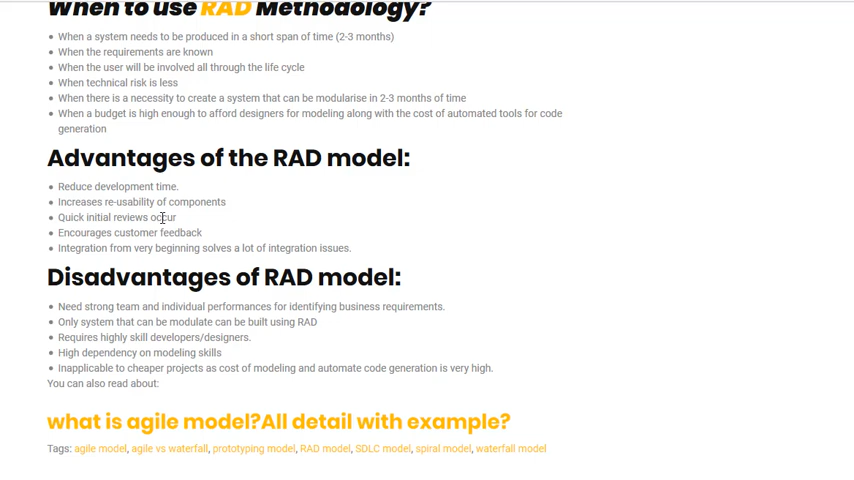 When to use RAD Methodology?
When a system needs to be produced in a short span of time (2-3 months)
When the requirements are known
When the user will be involved all through the life cycle
When technical risk is less
When there is a necessity to create a system that can be modularise in 2-3 months of time
When a budget is high enough to afford designers for modeling along with the cost of automated tools for code
generation
Advantages of the RAD model:
Reduce development time.
Increases re-usability of components
Quick initial reviews occur
Encourages customer feedback
Integration from very beginning solves a lot of integration issues.
Disadvantages of RAD model:
Need strong team and individual performances for identifying business requirements.
Only system that can be modulate can be built using RAD
Requires highly skill developers/designers.
High dependency on modeling skills
Inapplicable to cheaper projects as cost of modeling and automate code generation is very high.
You can also read about:
what is agile model?All detail with example?
Tags: agile model, agile vs waterfall, prototyping model, RAD model, SDLC model, spiral model, waterfall model